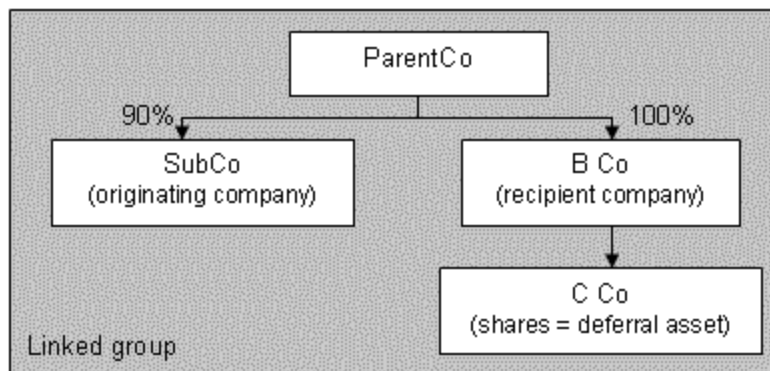 ParentCo
90%
100%
SubCo
(originating company)
B Co
(recipient company)
C Co
(shares = deferral asset)
Linked group